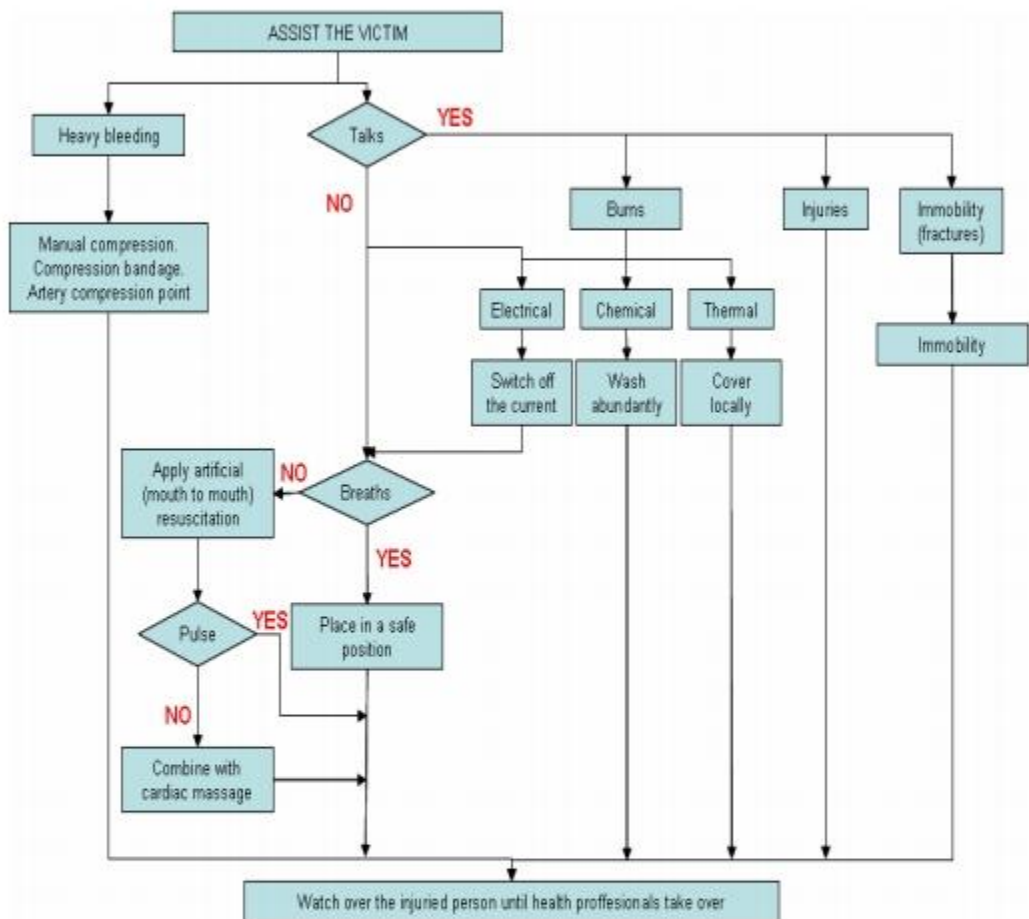 ASSIST THE VICTIM
Heavy bleeding
Talks
YES
NO
Manual compression.
Compression bandage.
Artery compression point
Burns
Injuries
Immobility
(fractures)
Electrical
Chemical
Thermal
Immobility
Switch off
the current
Wash
abundantly
Cover
locally
Apply artificial
(mouth to mouth)
resuscitation
NO
Breaths
YES
Pulse
YES
Place in a safe
position
NO
Combine with
cardiac massage
Watch over the injuried person until health proffesionals take over